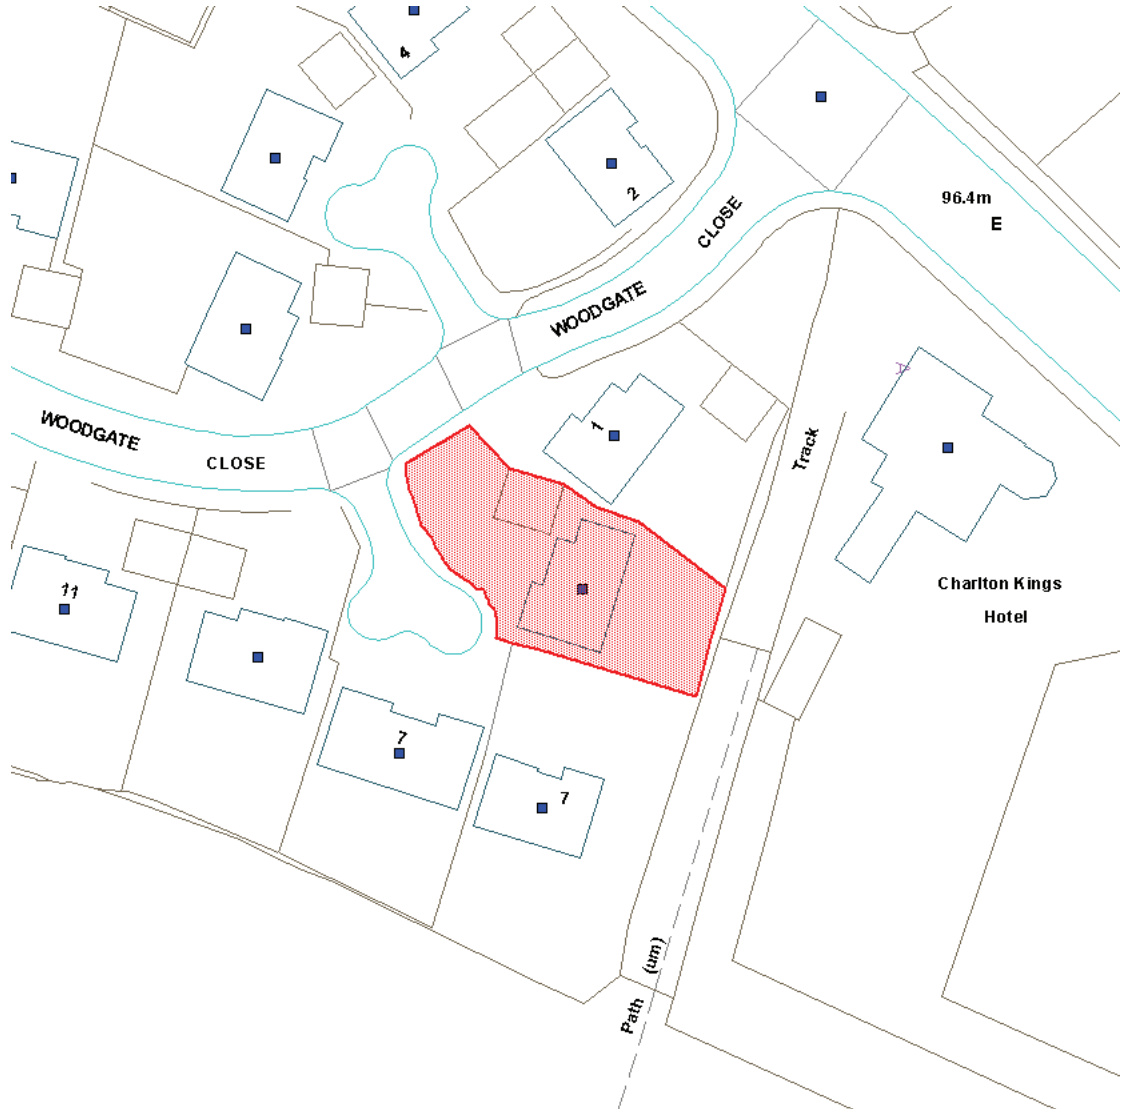 4
2
96.4m
E
CLOSE
WOODGATE
1
WOODGATE
CLOSE
Track
Charlton Kings
Hotel
11
7
7
Path (um)